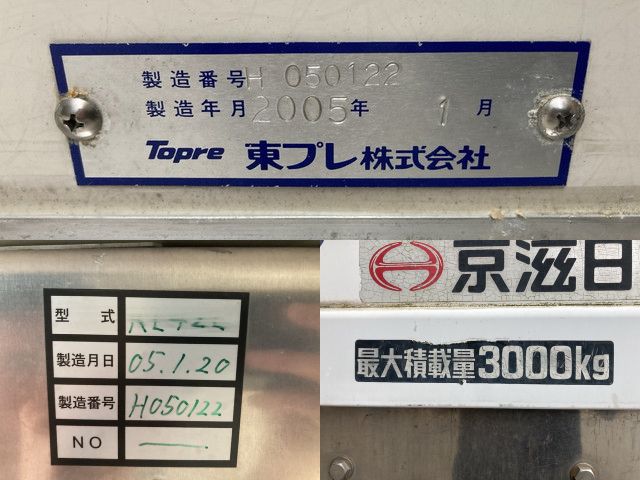 製造番号 H 050122
製造年月 2005年 1月
Topre 東プレ株式会社
型式
製造月日 05.1.20
製造番号 H050122
NO —
京滋日
最大積載量3000kg